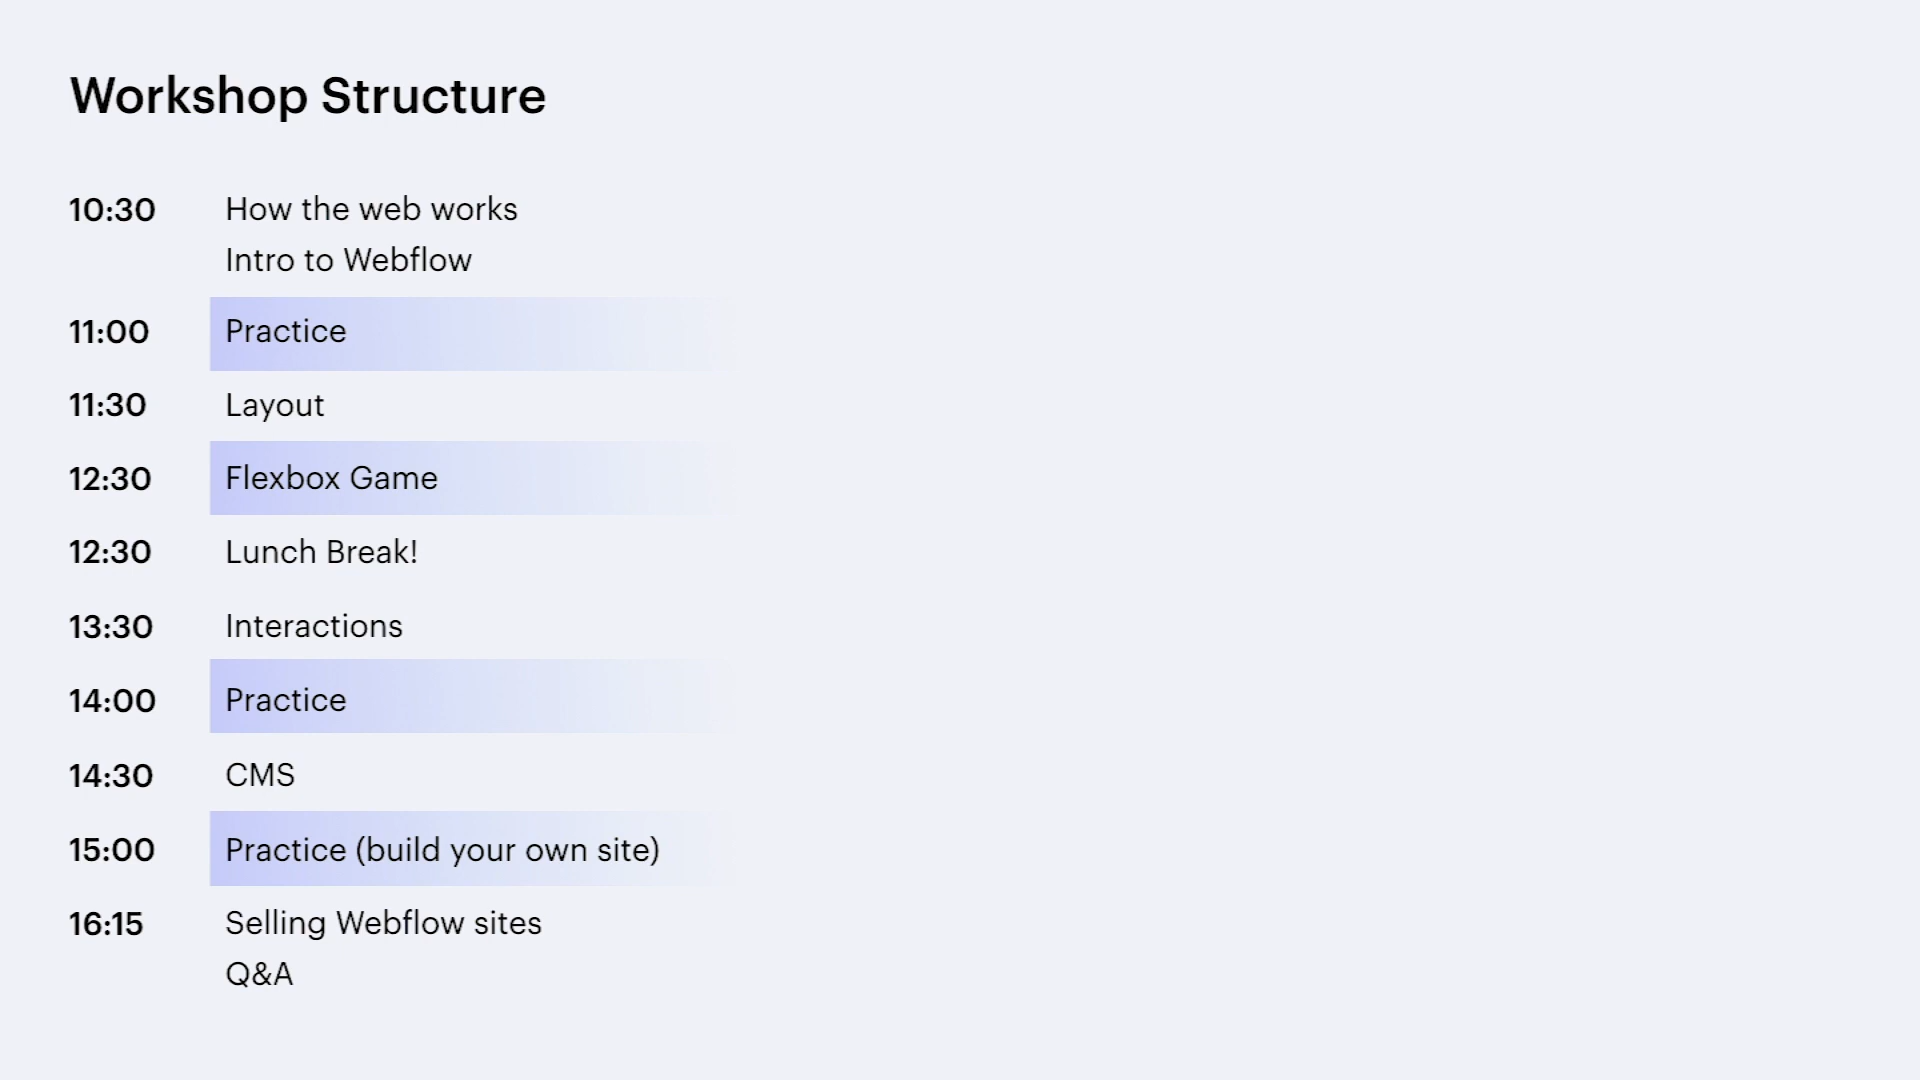 Workshop Structure
10:30 How the web works
Intro to Webflow
11:00 Practice
11:30 Layout
12:30 Flexbox Game
12:30 Lunch Break!
13:30 Interactions
14:00 Practice
14:30 CMS
15:00 Practice (build your own site)
16:15 Selling Webflow sites
Q&A